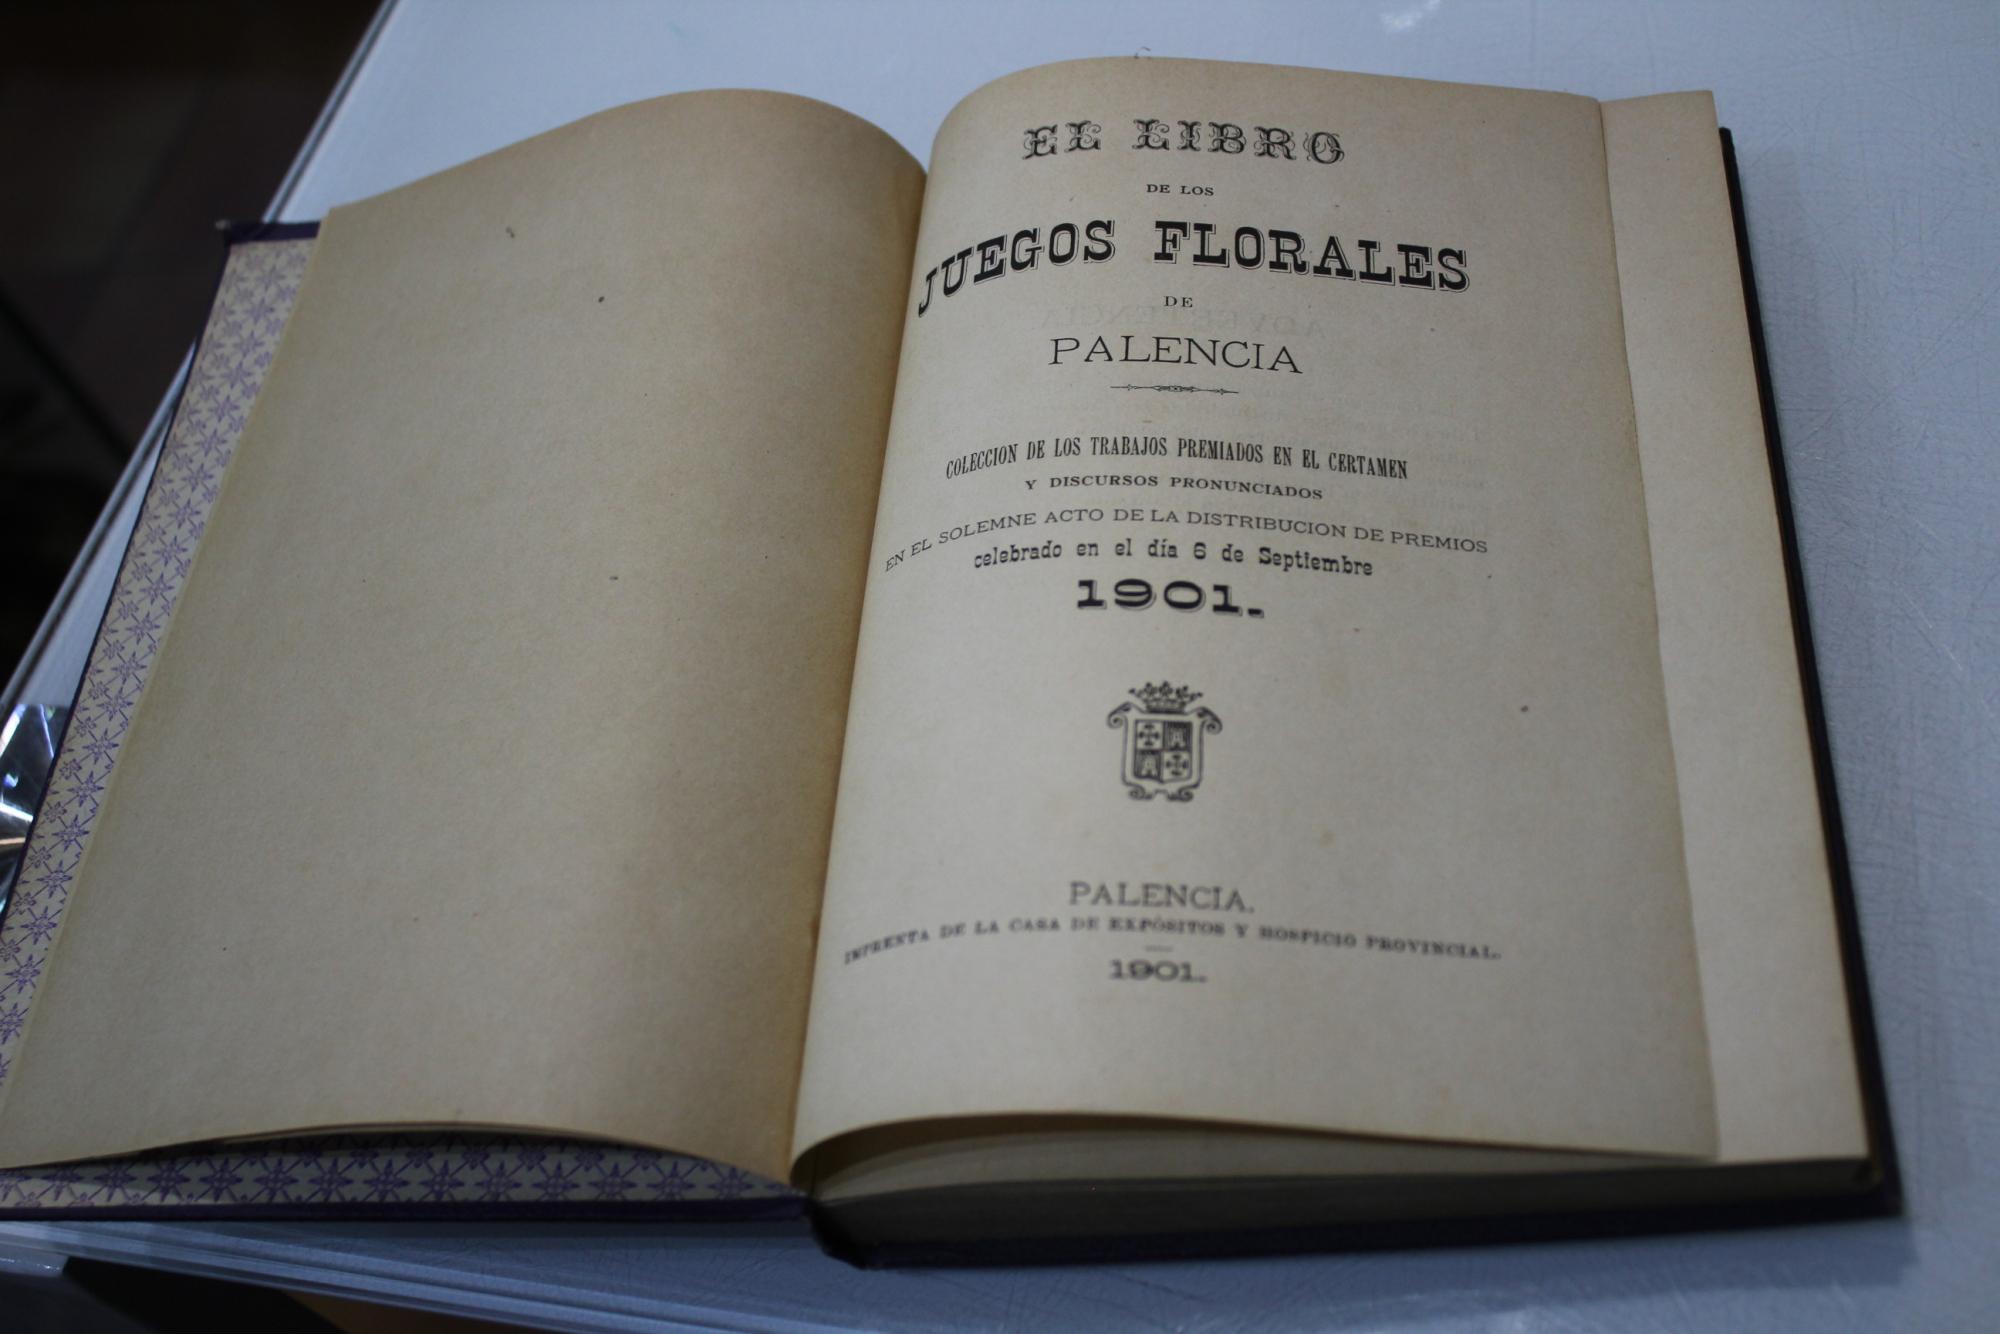 EL LIBRO
DE LOS
JUEGOS FLORALES
DE
PALENCIA
COLECCION DE LOS TRABAJOS PREMIADOS EN EL CERTAMEN
Y DISCURSOS PRONUNCIADOS
EN EL SOLEMNE ACTO DE LA DISTRIBUCION DE PREMIOS
celebrado en el día 6 de Septiembre
1901.
PALENCIA.
IMPRENTA DE LA CASA DE EXPÓSITOS Y HOSPICIO PROVINCIAL.
1901.